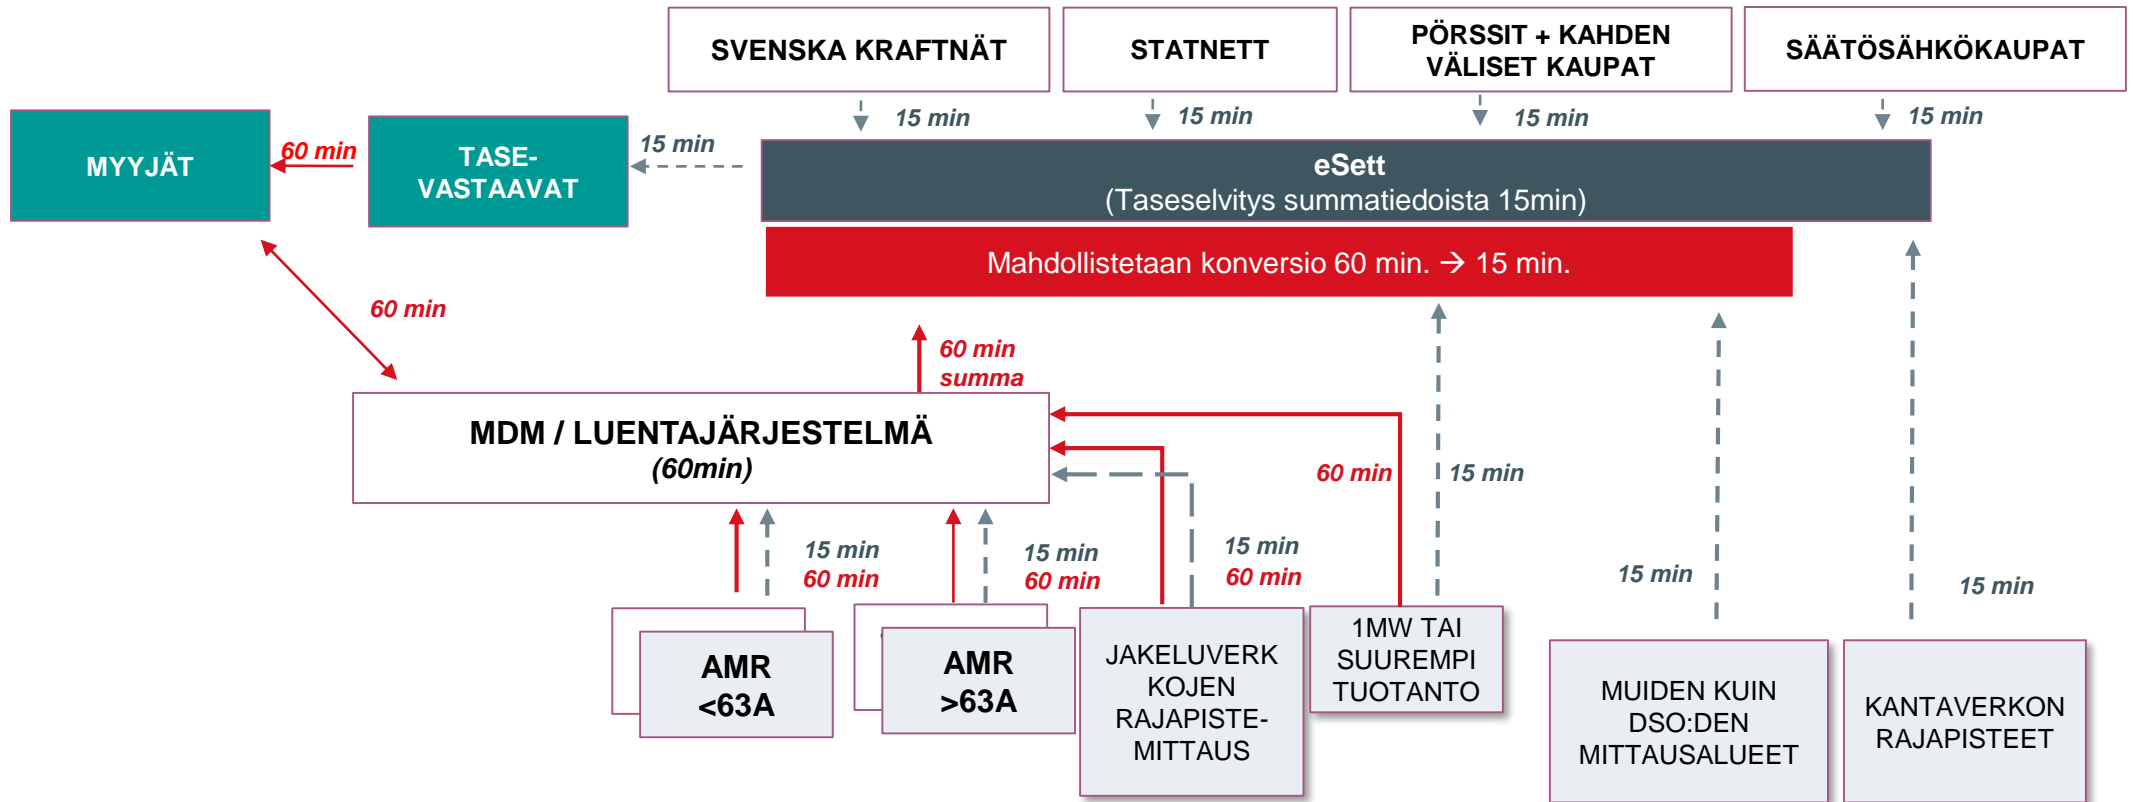 SVENSKA KRAFTNÄT
STATNETT
PÖRSSIT + KAHDEN
VÄLISET KAUPAT
SÄÄTÖSÄHKÖKAUPAT
15 min
15 min
15 min
15 min
MYYJÄT
60 min
TASE-
VASTAAVAT
15 min
eSett
(Taseselvitys summatiedoista 15min)
Mahdollistetaan konversio 60 min. → 15 min.
60 min
60 min
summa
MDM / LUENTAJÄRJESTELMÄ
(60min)
60 min
15 min
15 min
60 min
15 min
60 min
15 min
60 min
15 min
15 min
AMR
<63A
AMR
>63A
JAKELUVERK
KOJEN
RAJAPISTE-
MITTAUS
1MW TAI
SUUREMPI
TUOTANTO
MUIDEN KUIN
DSO:DEN
MITTAUSALUEET
KANTAVERKON
RAJAPISTEET